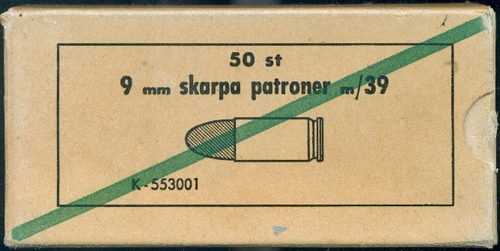 50 st
9 mm skarpa patroner m/39
K-553001